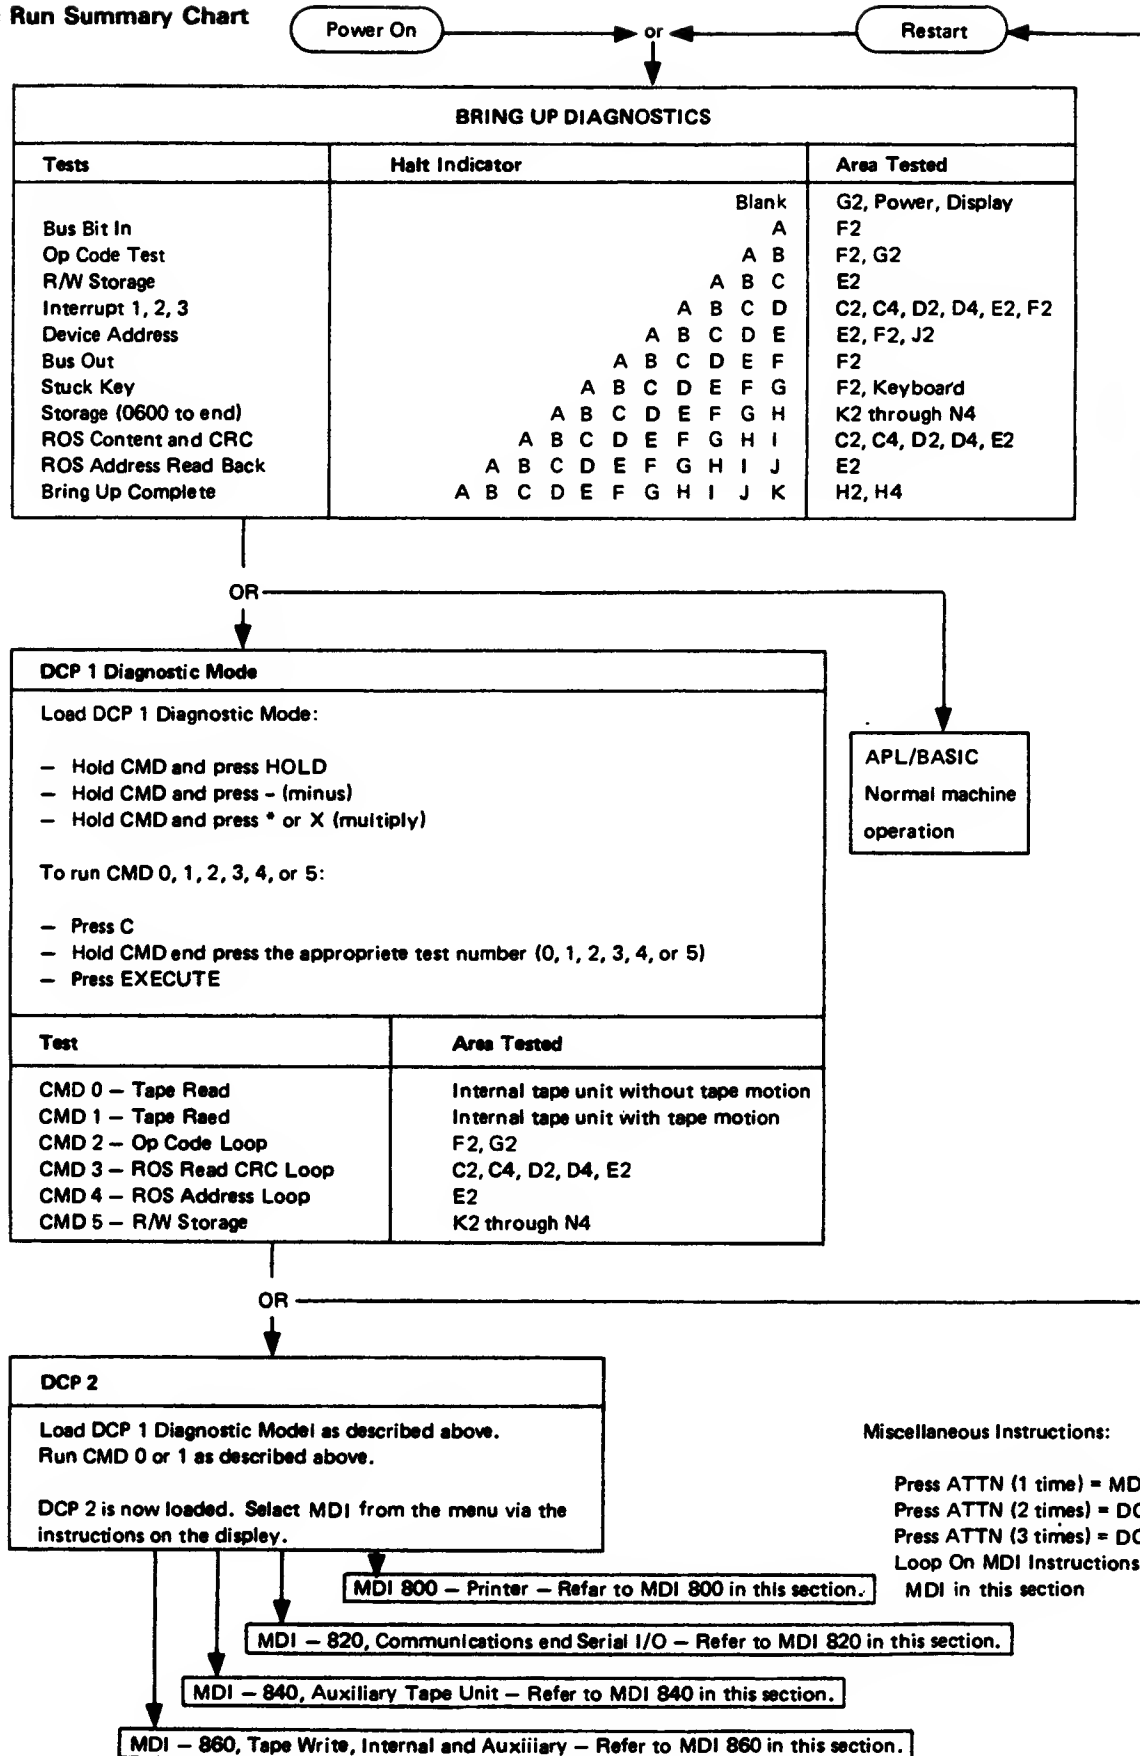 Run Summary Chart
Power On
or
Restart
BRING UP DIAGNOSTICS
Tests Halt Indicator Area Tested
Blank G2, Power, Display
Bus Bit In A F2
Op Code Test A B F2, G2
R/W Storage A B C E2
Interrupt 1, 2, 3 A B C D C2, C4, D2, D4, E2, F2
Device Address A B C D E E2, F2, J2
Bus Out A B C D E F F2
Stuck Key A B C D E F G F2, Keyboard
Storage (0600 to end) A B C D E F G H K2 through N4
ROS Content and CRC A B C D E F G H I C2, C4, D2, D4, E2
ROS Address Read Back A B C D E F G H I J E2
Bring Up Complete A B C D E F G H I J K H2, H4
OR
DCP 1 Diagnostic Mode
Load DCP 1 Diagnostic Mode:
– Hold CMD and press HOLD
– Hold CMD and press - (minus)
– Hold CMD and press * or X (multiply)
To run CMD 0, 1, 2, 3, 4, or 5:
– Press C
– Hold CMD end press the appropriete test number (0, 1, 2, 3, 4, or 5)
– Press EXECUTE
APL/BASIC
Normal machine
operation
Test Area Tested
CMD 0 – Tape Read Internal tape unit without tape motion
CMD 1 – Tape Raed Internal tape unit with tape motion
CMD 2 – Op Code Loop F2, G2
CMD 3 – ROS Read CRC Loop C2, C4, D2, D4, E2
CMD 4 – ROS Address Loop E2
CMD 5 – R/W Storage K2 through N4
OR
DCP 2
Load DCP 1 Diagnostic Model as described above.
Run CMD 0 or 1 as described above.
DCP 2 is now loaded. Selact MDI from the menu via the
instructions on the display.
Miscellaneous Instructions:
Press ATTN (1 time) = MD
Press ATTN (2 times) = DC
Press ATTN (3 times) = DC
Loop On MDI Instructions
MDI in this section
MDI 800 – Printer – Refar to MDI 800 in this section.
MDI – 820, Communications end Serial I/O – Refer to MDI 820 in this section.
MDI – 840, Auxiliary Tape Unit – Refer to MDI 840 in this section.
MDI – 860, Tape Write, Internal and Auxiiiary – Refer to MDI 860 in this section.